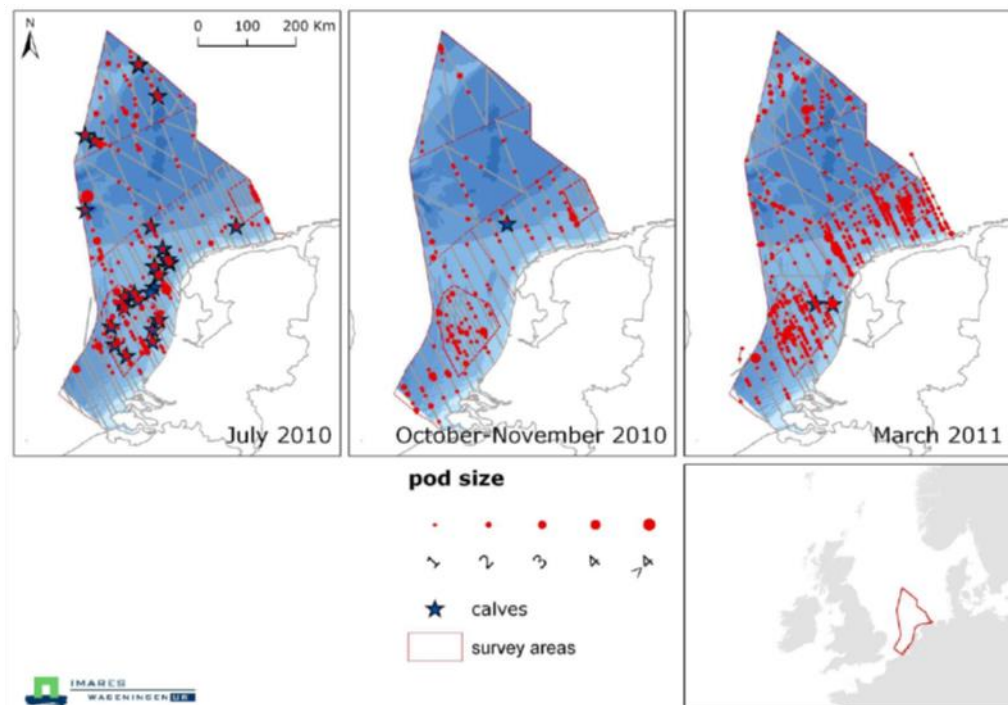 N
0 100 200 Km
July 2010
October-November 2010
March 2011
pod size
1 2 3 4 >4
calves
survey areas
IMARES
WAGENINGEN UR